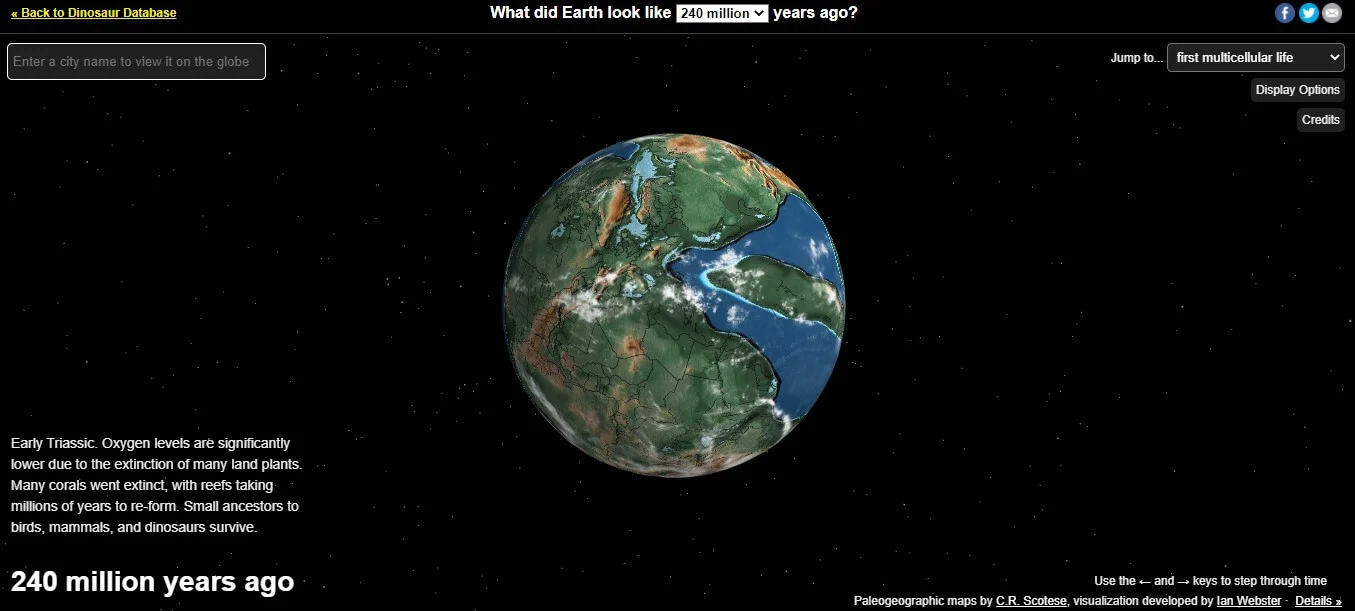 « Back to Dinosaur Database
What did Earth look like 240 million years ago?
Enter a city name to view it on the globe
Jump to... first multicellular life
Display Options
Credits
Early Triassic. Oxygen levels are significantly
lower due to the extinction of many land plants.
Many corals went extinct, with reefs taking
millions of years to re-form. Small ancestors to
birds, mammals, and dinosaurs survive.
240 million years ago
Use the ← and → keys to step through time
Paleogeographic maps by C.R. Scotese, visualization developed by Ian Webster · Details »